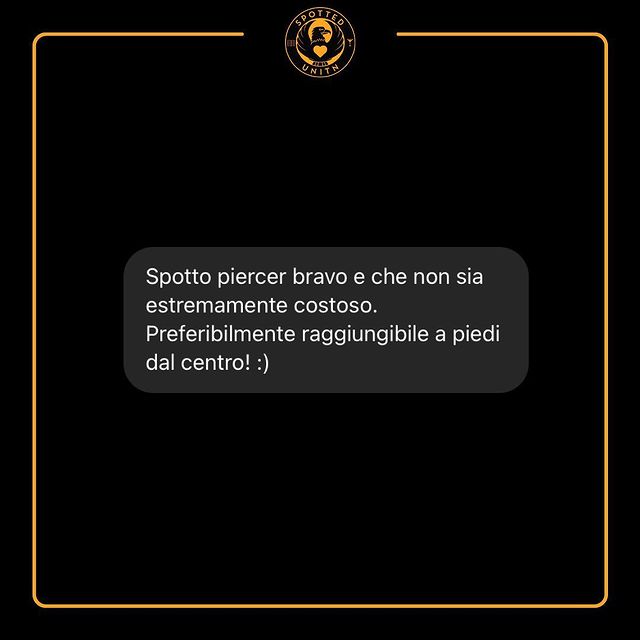 SPOTTED
UNITN
Spotto piercer bravo e che non sia
estremamente costoso.
Preferibilmente raggiungibile a piedi
dal centro! :)